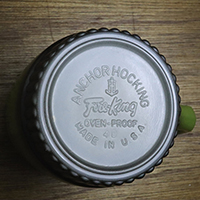 ANCHOR HOCKING
Fire-King
OVEN-PROOF
MADE IN U.S.A.